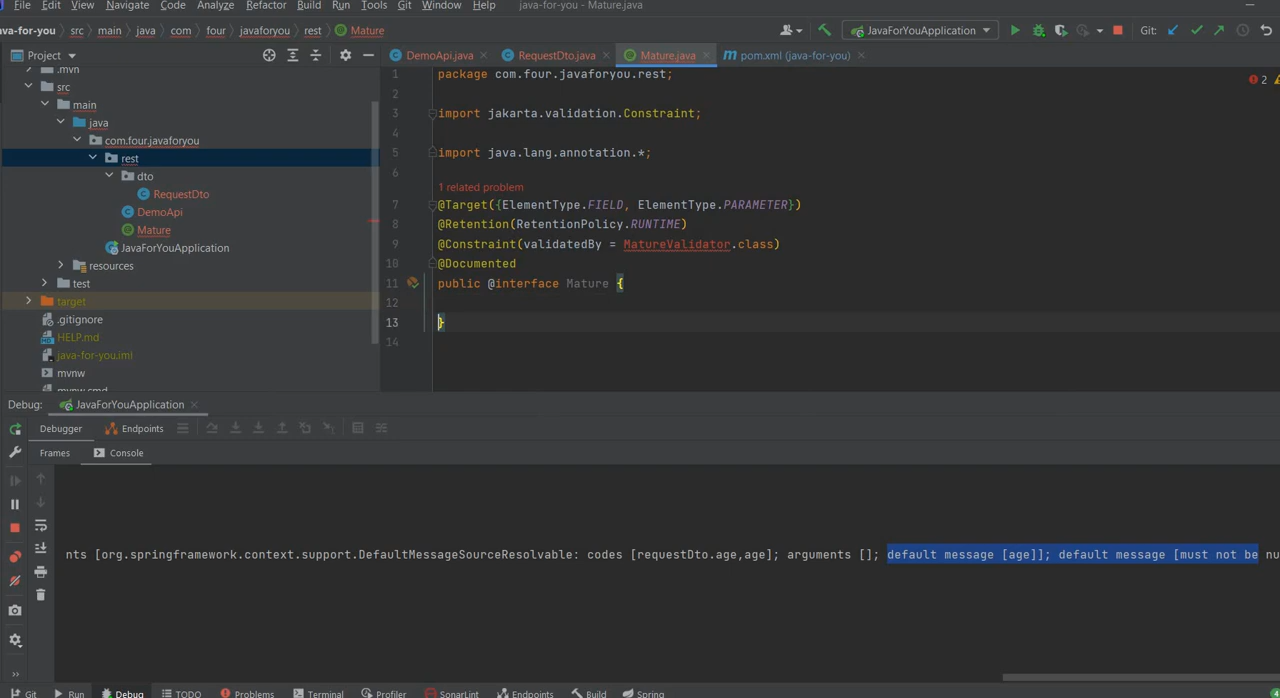 File Edit View Navigate Code Analyze Refactor Build Run Tools Git Window Help java-for-you - Mature.java
ava-for-you src main java com four javaforyou rest Mature JavaForYouApplication Git:
Project
DemoApi.java RequestDto.java Mature.java pom.xml (java-for-you)
.mvn
src
main
java
com.four.javaforyou
rest
dto
RequestDto
DemoApi
Mature
JavaForYouApplication
resources
test
target
.gitignore
HELP.md
java-for-you.iml
mvnw
mvnw.cmd
2
1 package com.four.javaforyou.rest;
2
3 import jakarta.validation.Constraint;
4
5 import java.lang.annotation.*;
6
1 related problem
7 @Target({ElementType.FIELD, ElementType.PARAMETER})
8 @Retention(RetentionPolicy.RUNTIME)
9 @Constraint(validatedBy = MatureValidator.class)
10 @Documented
11 public @interface Mature {
12
13 }
14
Debug: JavaForYouApplication
Debugger Endpoints
Frames Console
nts [org.springframework.context.support.DefaultMessageSourceResolvable: codes [requestDto.age,age]; arguments []; default message [age]]; default message [must not be nu
Git Run Debug TODO Problems Terminal Profiler SonarLint Endpoints Build Spring 4